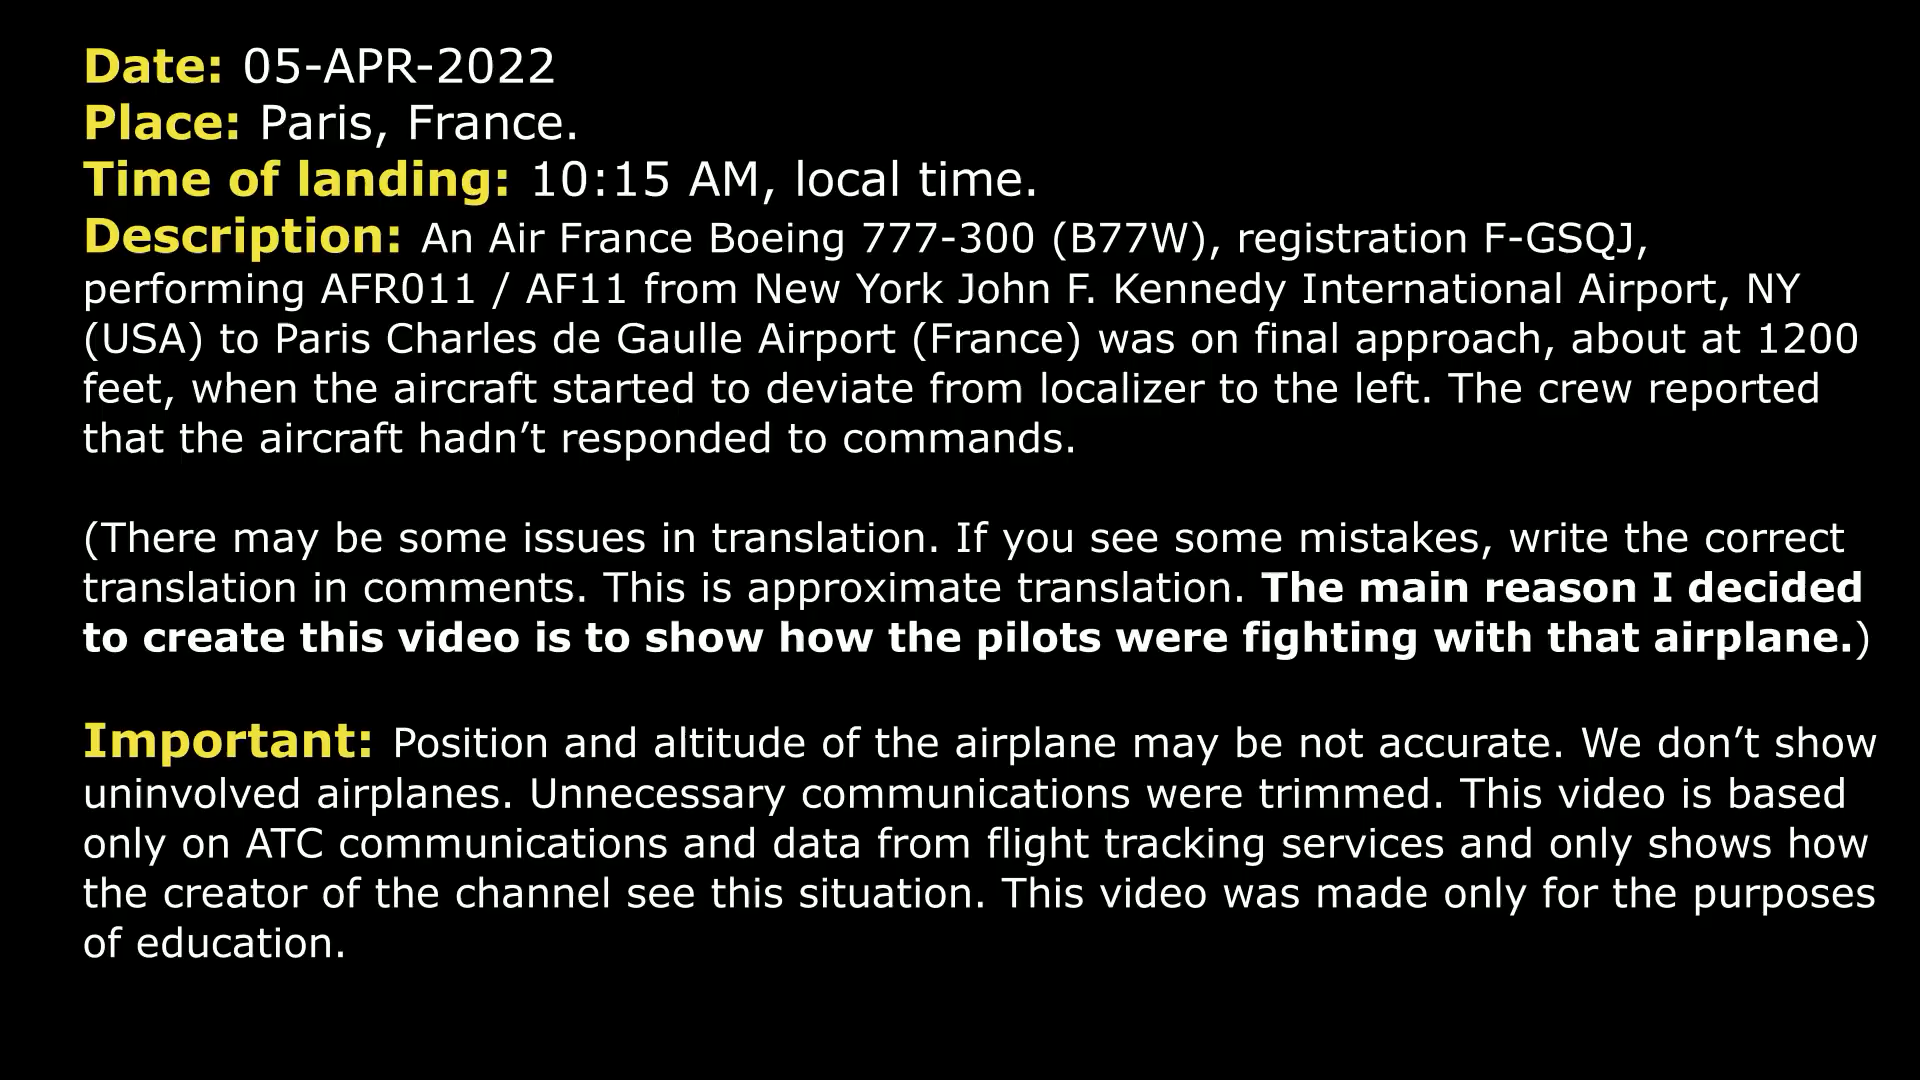 Date: 05-APR-2022
Place: Paris, France.
Time of landing: 10:15 AM, local time.
Description: An Air France Boeing 777-300 (B77W), registration F-GSQJ,
performing AFR011 / AF11 from New York John F. Kennedy International Airport, NY
(USA) to Paris Charles de Gaulle Airport (France) was on final approach, about at 1200
feet, when the aircraft started to deviate from localizer to the left. The crew reported
that the aircraft hadn’t responded to commands.
(There may be some issues in translation. If you see some mistakes, write the correct
translation in comments. This is approximate translation. The main reason I decided
to create this video is to show how the pilots were fighting with that airplane.)
Important: Position and altitude of the airplane may be not accurate. We don’t show
uninvolved airplanes. Unnecessary communications were trimmed. This video is based
only on ATC communications and data from flight tracking services and only shows how
the creator of the channel see this situation. This video was made only for the purposes
of education.